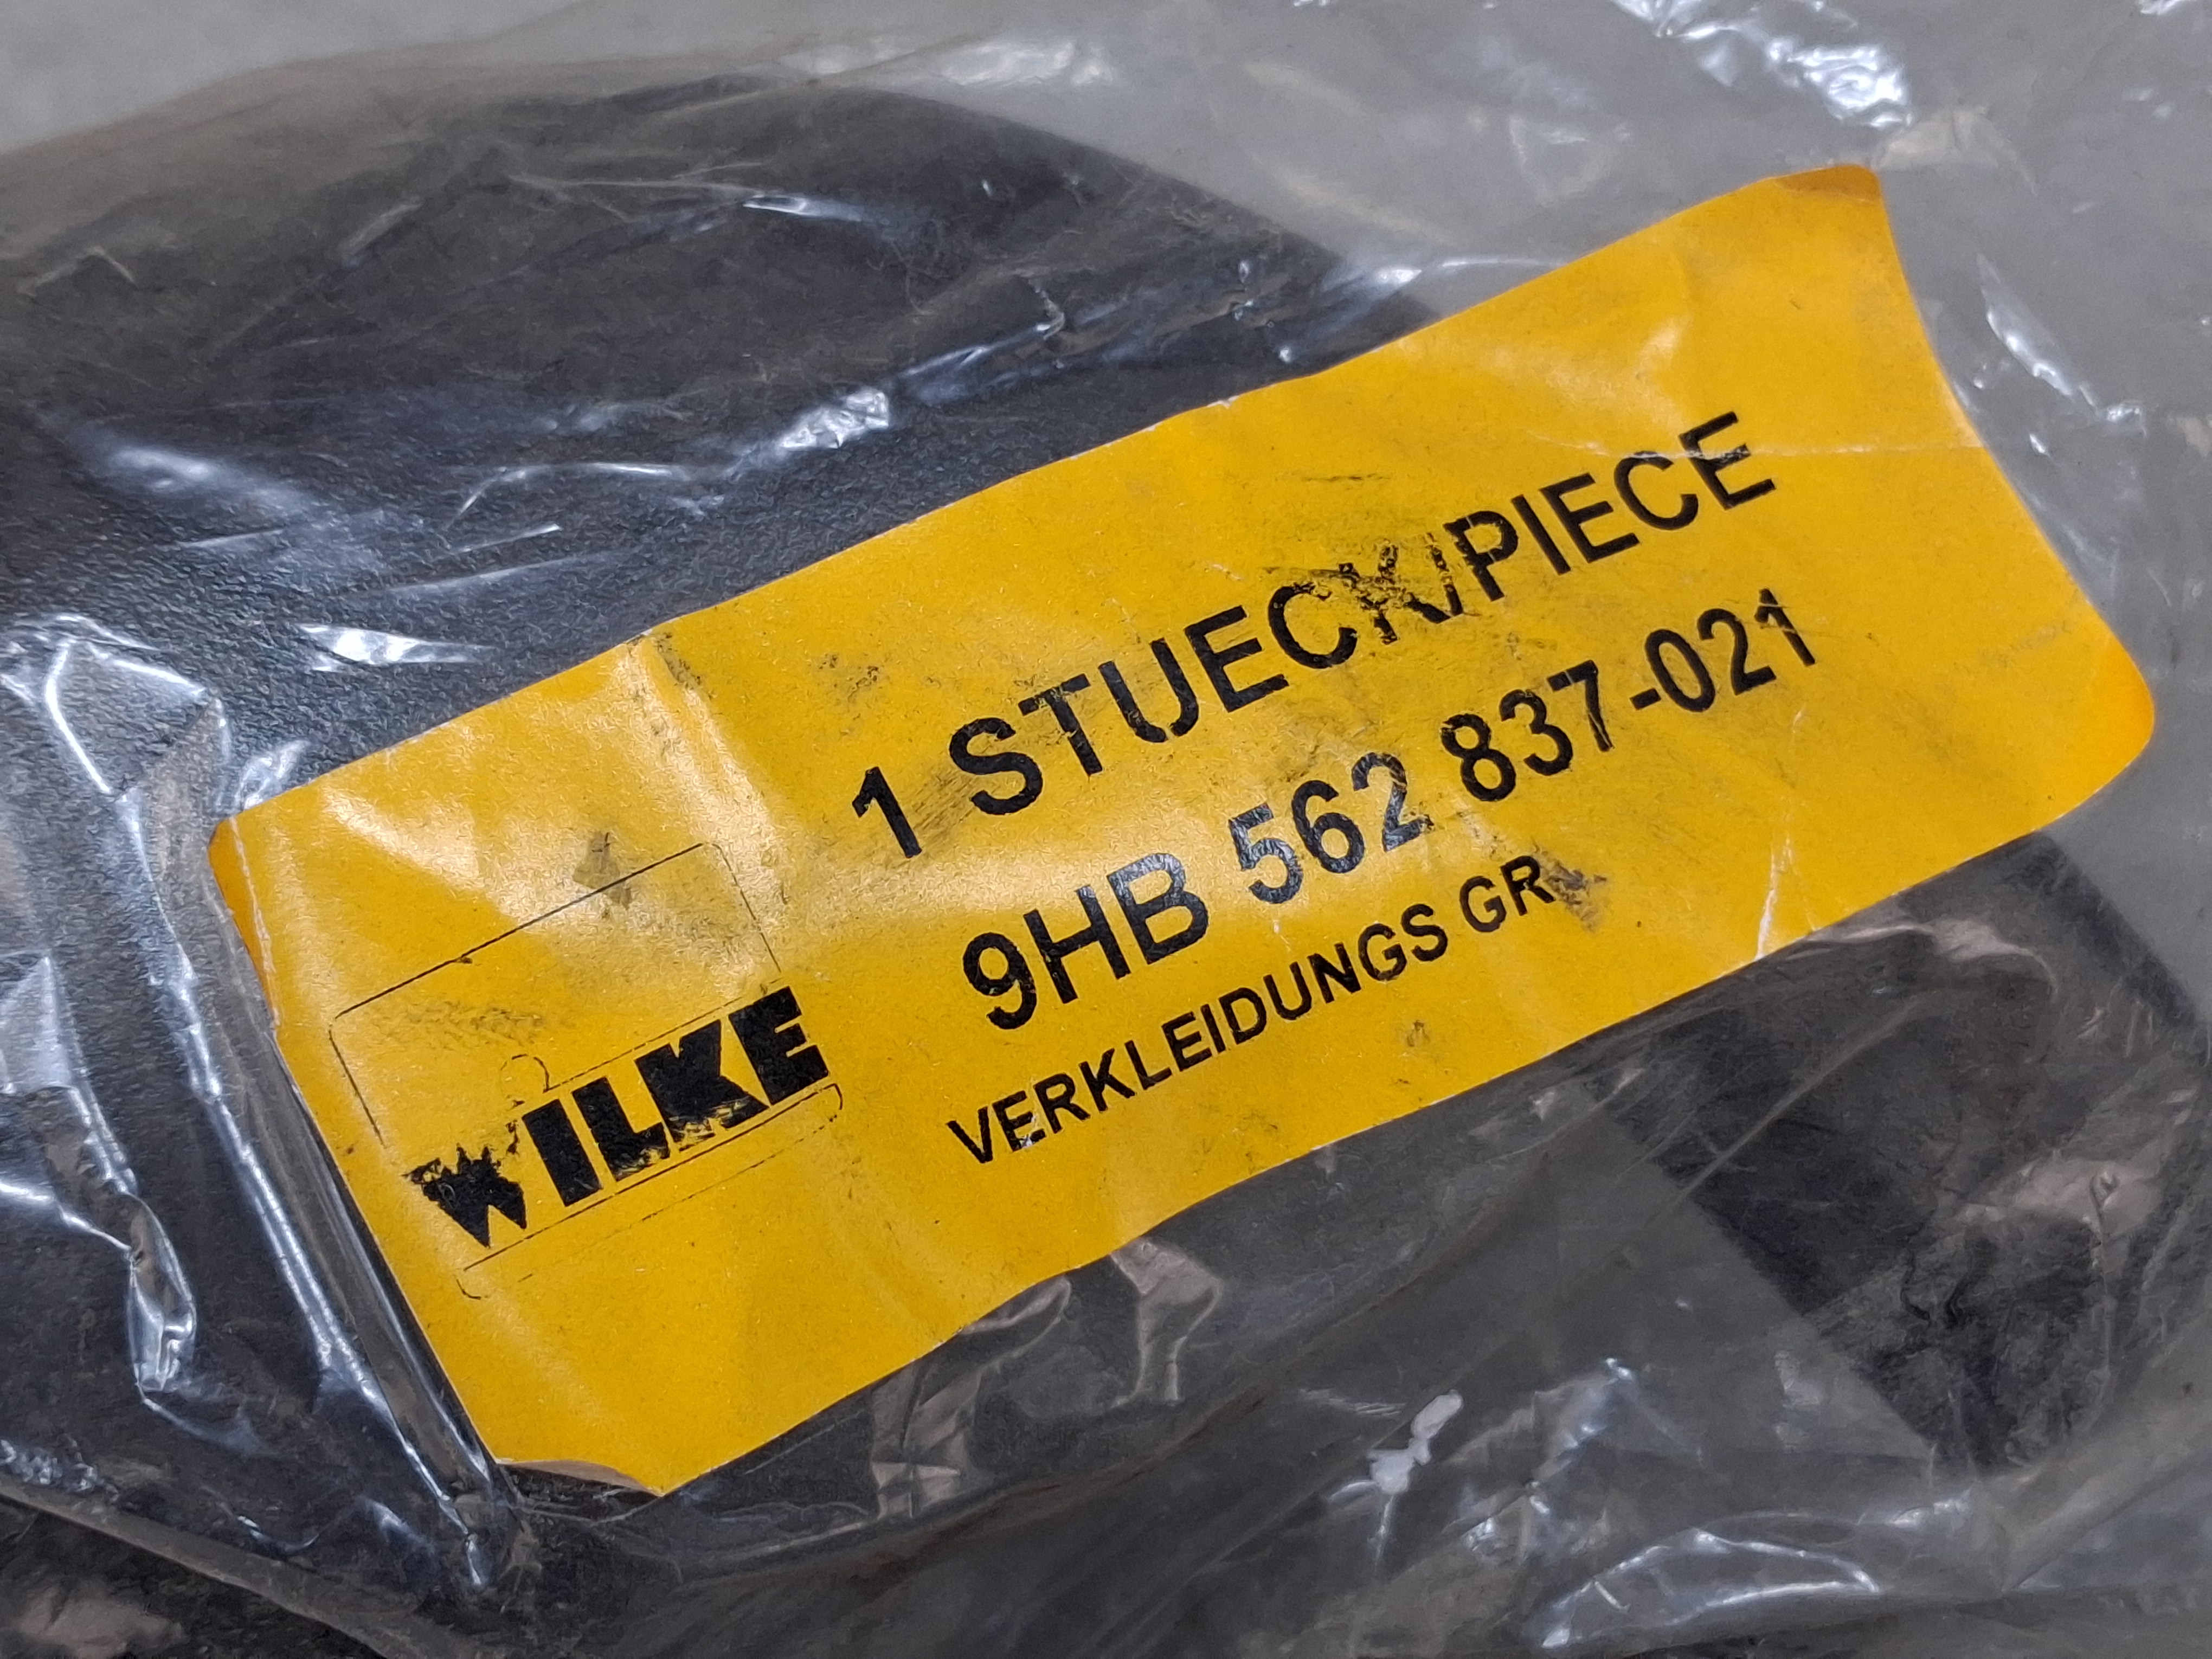 1 STUECK/PIECE
9HB 562 837-021
VERKLEIDUNGS GR
WILKE